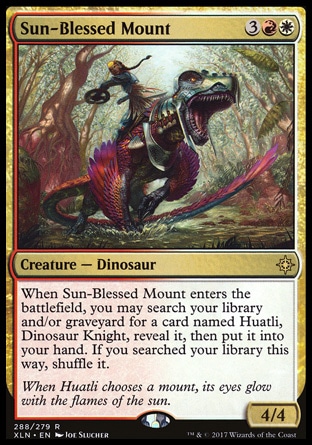 Sun-Blessed Mount 3
Creature — Dinosaur
When Sun-Blessed Mount enters the
battlefield, you may search your library
and/or graveyard for a card named Huatli,
Dinosaur Knight, reveal it, then put it into
your hand. If you searched your library this
way, shuffle it.
When Huatli chooses a mount, its eyes glow
with the flames of the sun.
4/4
288/279 R
XLN • EN Joe Slucher
™ & © 2017 Wizards of the Coast